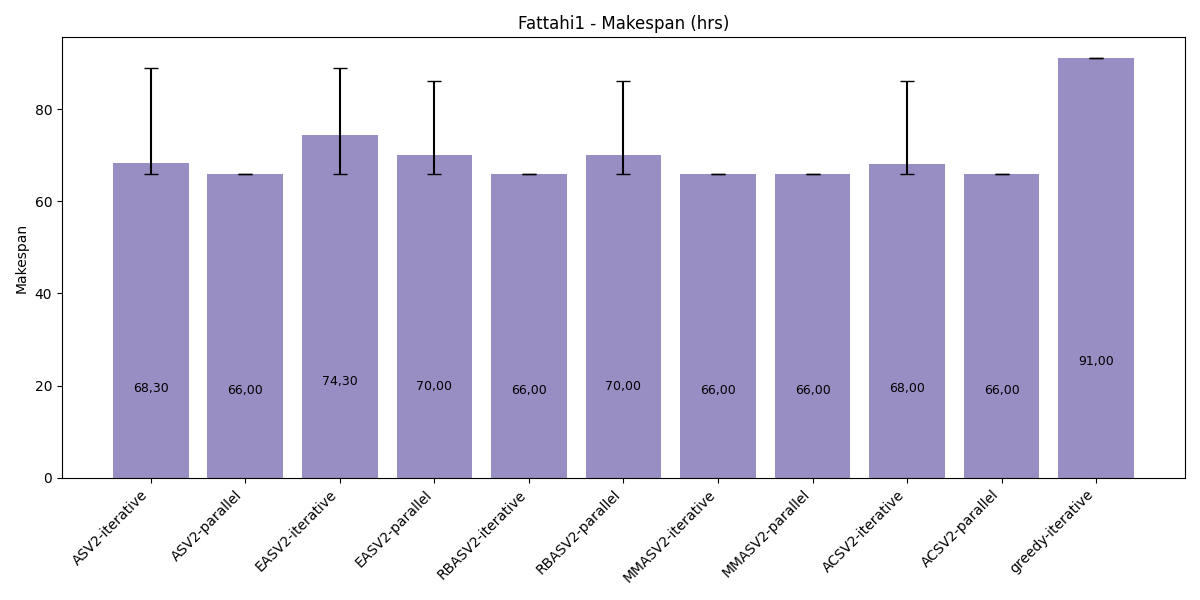 Fattahi1 - Makespan (hrs)
Makespan
80
60
40
20
0
68,30
66,00
74,30
70,00
66,00
70,00
66,00
66,00
68,00
66,00
91,00
ASV2-iterative
ASV2-parallel
EASV2-iterative
EASV2-parallel
RBASV2-iterative
RBASV2-parallel
MMASV2-iterative
MMASV2-parallel
ACSV2-iterative
ACSV2-parallel
greedy-iterative